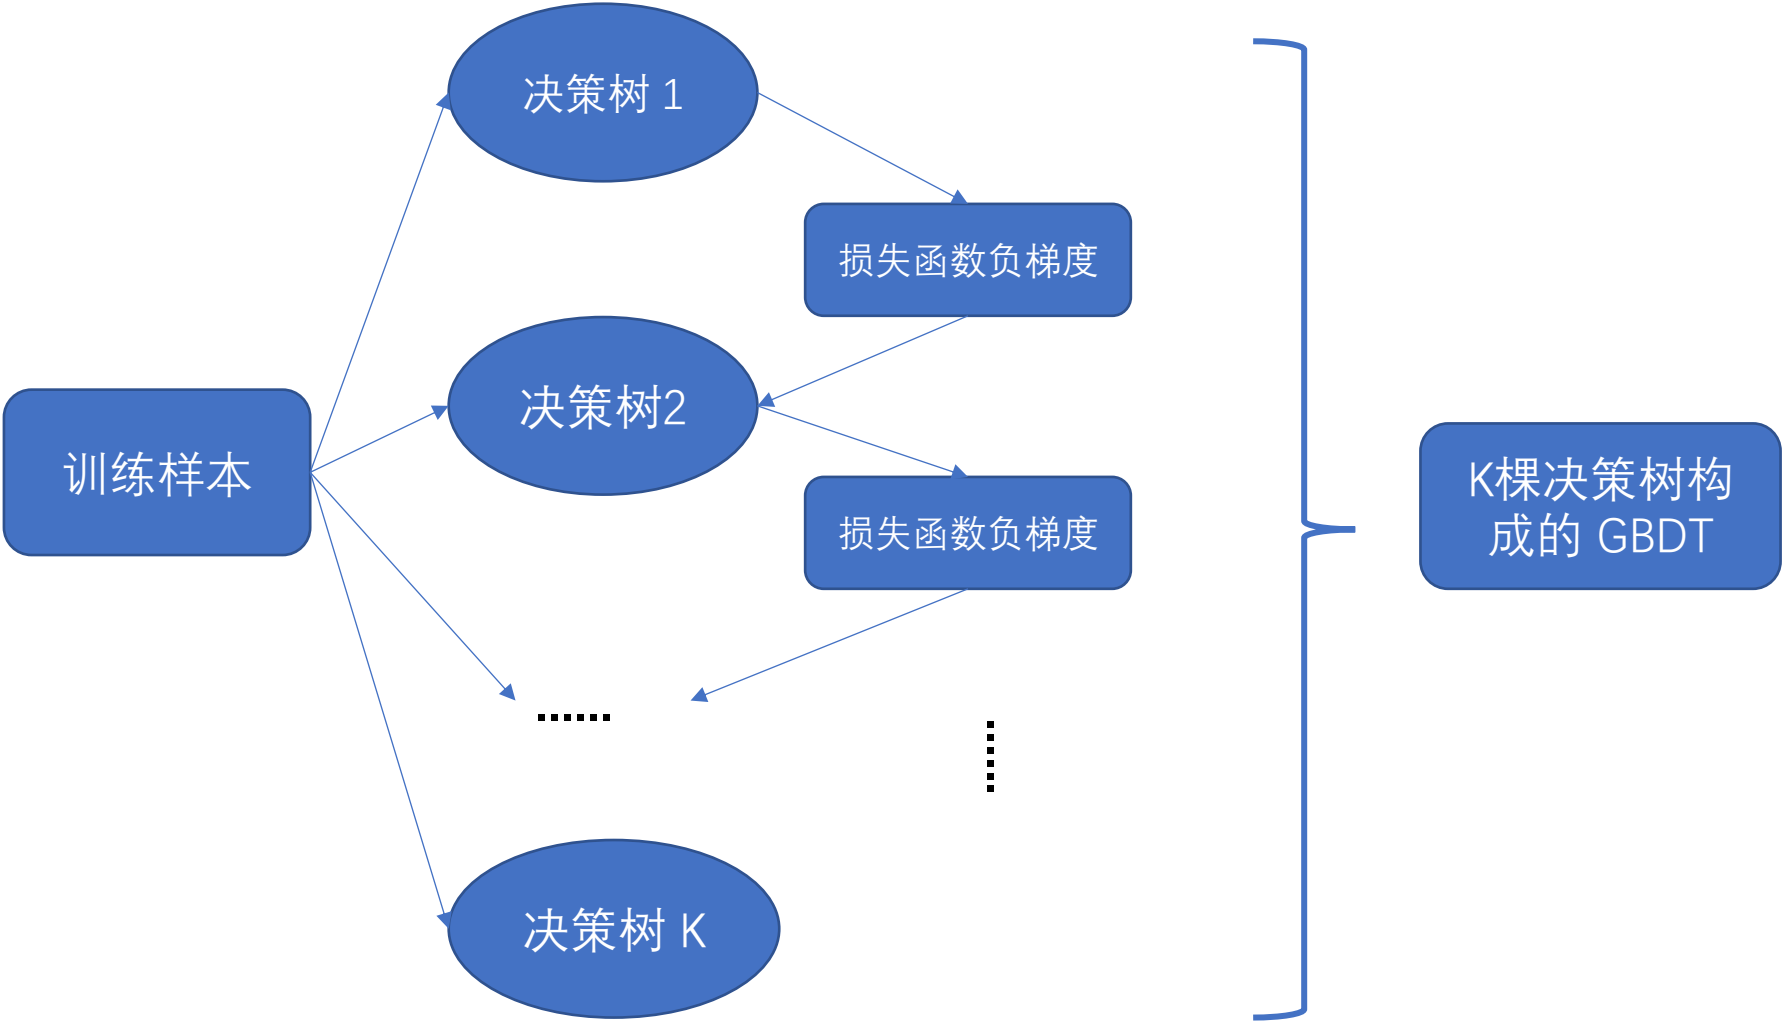 决策树 1
损失函数负梯度
决策树2
训练样本
损失函数负梯度
K棵决策树构
成的 GBDT
......
决策树 K